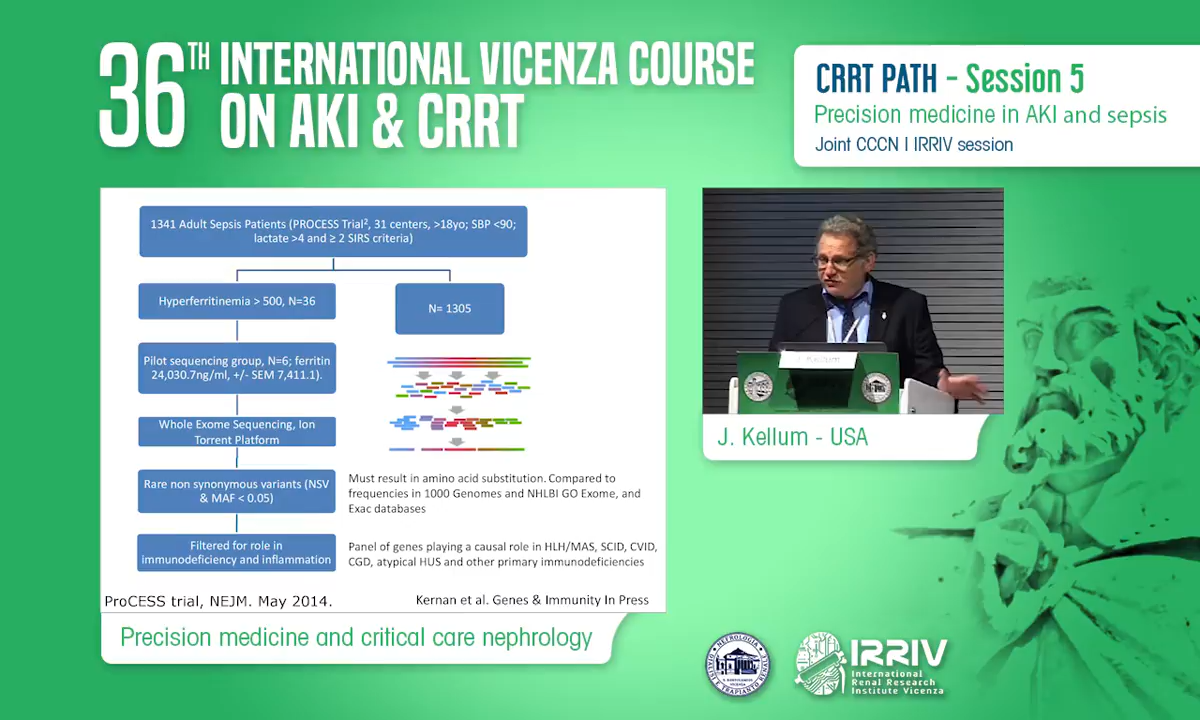 36TH INTERNATIONAL VICENZA COURSE
ON AKI & CRRT
CRRT PATH - Session 5
Precision medicine in AKI and sepsis
Joint CCCN | IRRIV session
1341 Adult Sepsis Patients (PROCESS Trial², 31 centers, >18yo; SBP <90;
lactate >4 and ≥ 2 SIRS criteria)
Hyperferritinemia > 500, N=36
N= 1305
Pilot sequencing group, N=6; ferritin
24,030.7ng/ml, +/- SEM 7,411.1).
Whole Exome Sequencing, Ion
Torrent Platform
Rare non synonymous variants (NSV
& MAF < 0.05)
Must result in amino acid substitution. Compared to
frequencies in 1000 Genomes and NHLBI GO Exome, and
Exac databases
Filtered for role in
immunodeficiency and inflammation
Panel of genes playing a causal role in HLH/MAS, SCID, CVID,
CGD, atypical HUS and other primary immunodeficiencies
ProCESS trial, NEJM. May 2014.
Kernan et al. Genes & Immunity In Press
Precision medicine and critical care nephrology
J. Kellum - USA
IRRIV
International
Renal Research
Institute Vicenza